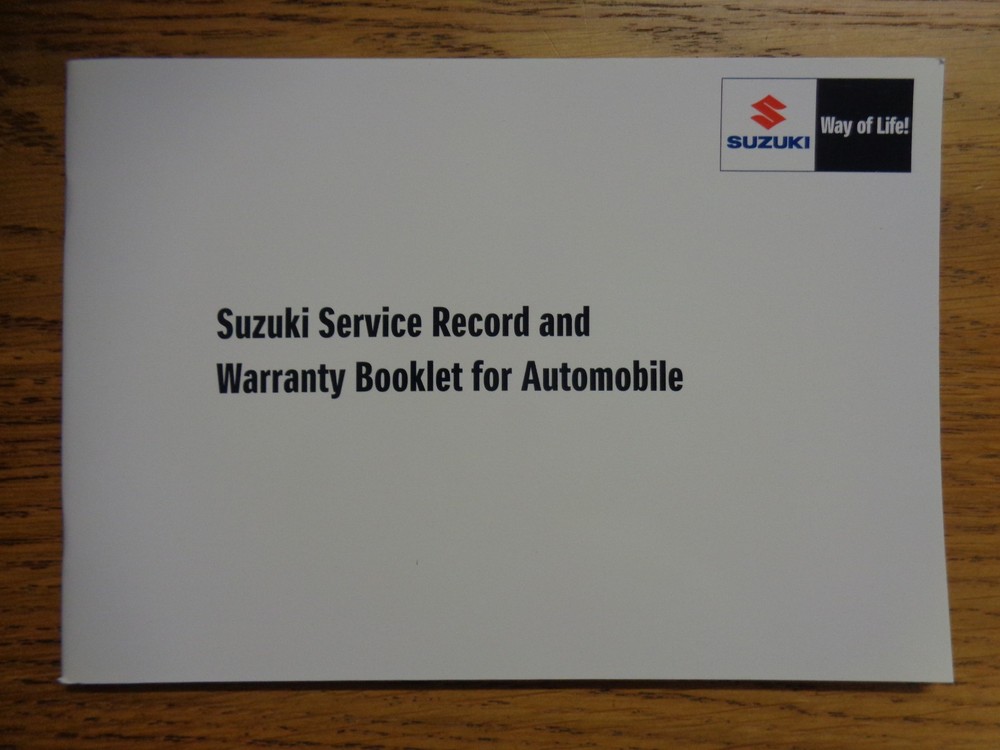 SUZUKI
Way of Life!
Suzuki Service Record and
Warranty Booklet for Automobile